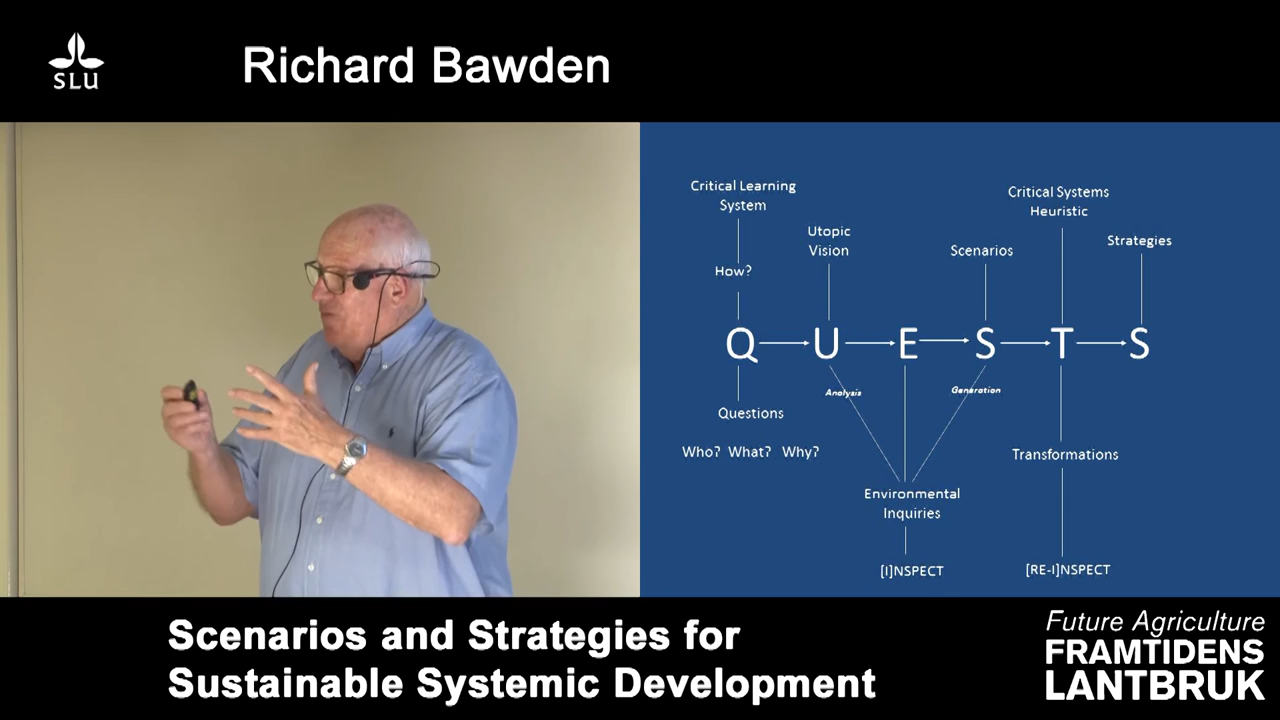 SLU
Richard Bawden
Critical Learning
System
Critical Systems
Heuristic
Utopic
Vision
Strategies
Scenarios
How?
Q U E S T S
Analysis
Generation
Questions
Who? What? Why?
Transformations
Environmental
Inquiries
[I]NSPECT
[RE-I]NSPECT
Scenarios and Strategies for
Sustainable Systemic Development
Future Agriculture
FRAMTIDENS
LANTBRUK